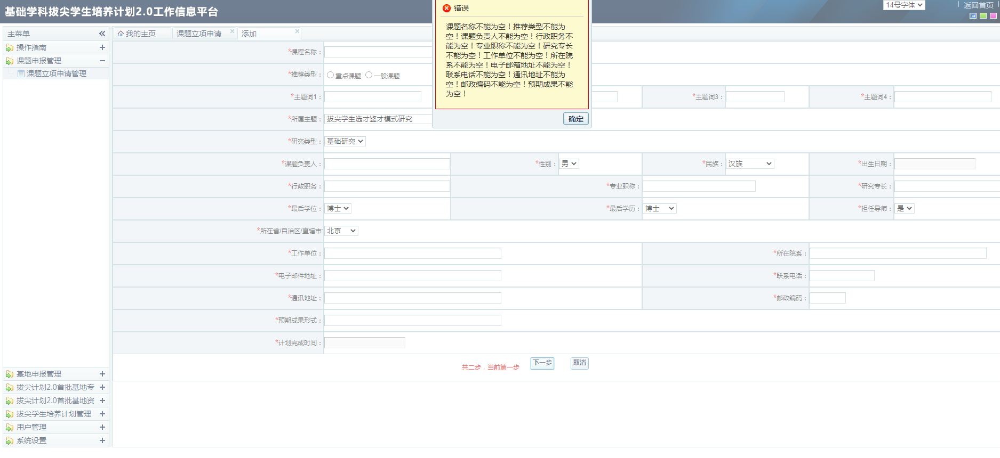 基础学科拔尖学生培养计划2.0工作信息平台
14号字体
返回首页
错误
课题名称不能为空！推荐类型不能为
空！课题负责人不能为空！行政职务不
能为空！专业职称不能为空！研究专长
不能为空！工作单位不能为空！所在院
系不能为空！电子邮箱地址不能为空！
联系电话不能为空！通讯地址不能为
空！邮政编码不能为空！预期成果不能
为空！
确定
主菜单
操作指南
课题申报管理
课题立项申请管理
基地申报管理
拔尖计划2.0首批基地专
拔尖计划2.0首批基地资
拔尖学生培养计划管理
用户管理
系统设置
我的主页 课题立项申请 添加
*课程名称：
*推荐类型： 重点课题 一般课题
*主题词1： *主题词3： *主题词4：
*所属主题： 拔尖学生选才鉴才模式研究
*研究类型： 基础研究
*课题负责人： *性别： 男 *民族： 汉族 *出生日期：
*行政职务： *专业职称： *研究专长：
*最后学位： 博士 *最后学历： 博士 *担任导师： 是
*所在省/自治区/直辖市: 北京
*工作单位： *所在院系：
*电子邮件地址： *联系电话：
*通讯地址： *邮政编码：
*预期成果形式：
*计划完成时间：
共二步，当前第一步 下一步 取消